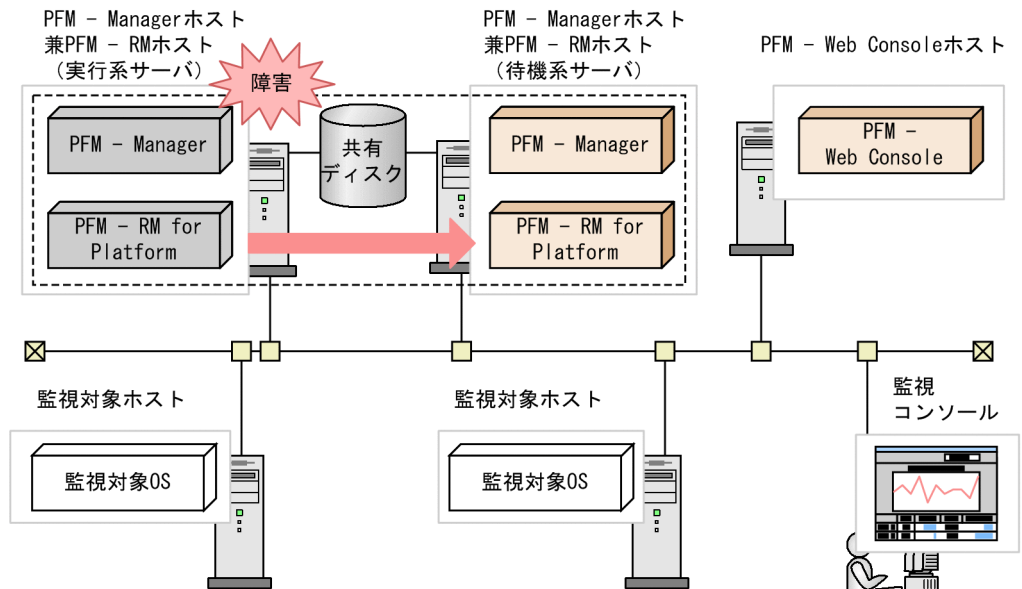 PFM - Managerホスト
兼PFM - RMホスト
(実行系サーバ)
障害
PFM - Managerホスト
兼PFM - RMホスト
(待機系サーバ)
PFM - Web Consoleホスト
PFM - Manager
共有
ディスク
PFM - Manager
PFM -
Web Console
PFM - RM for
Platform
PFM - RM for
Platform
監視対象ホスト
監視対象ホスト
監視
コンソール
監視対象OS
監視対象OS